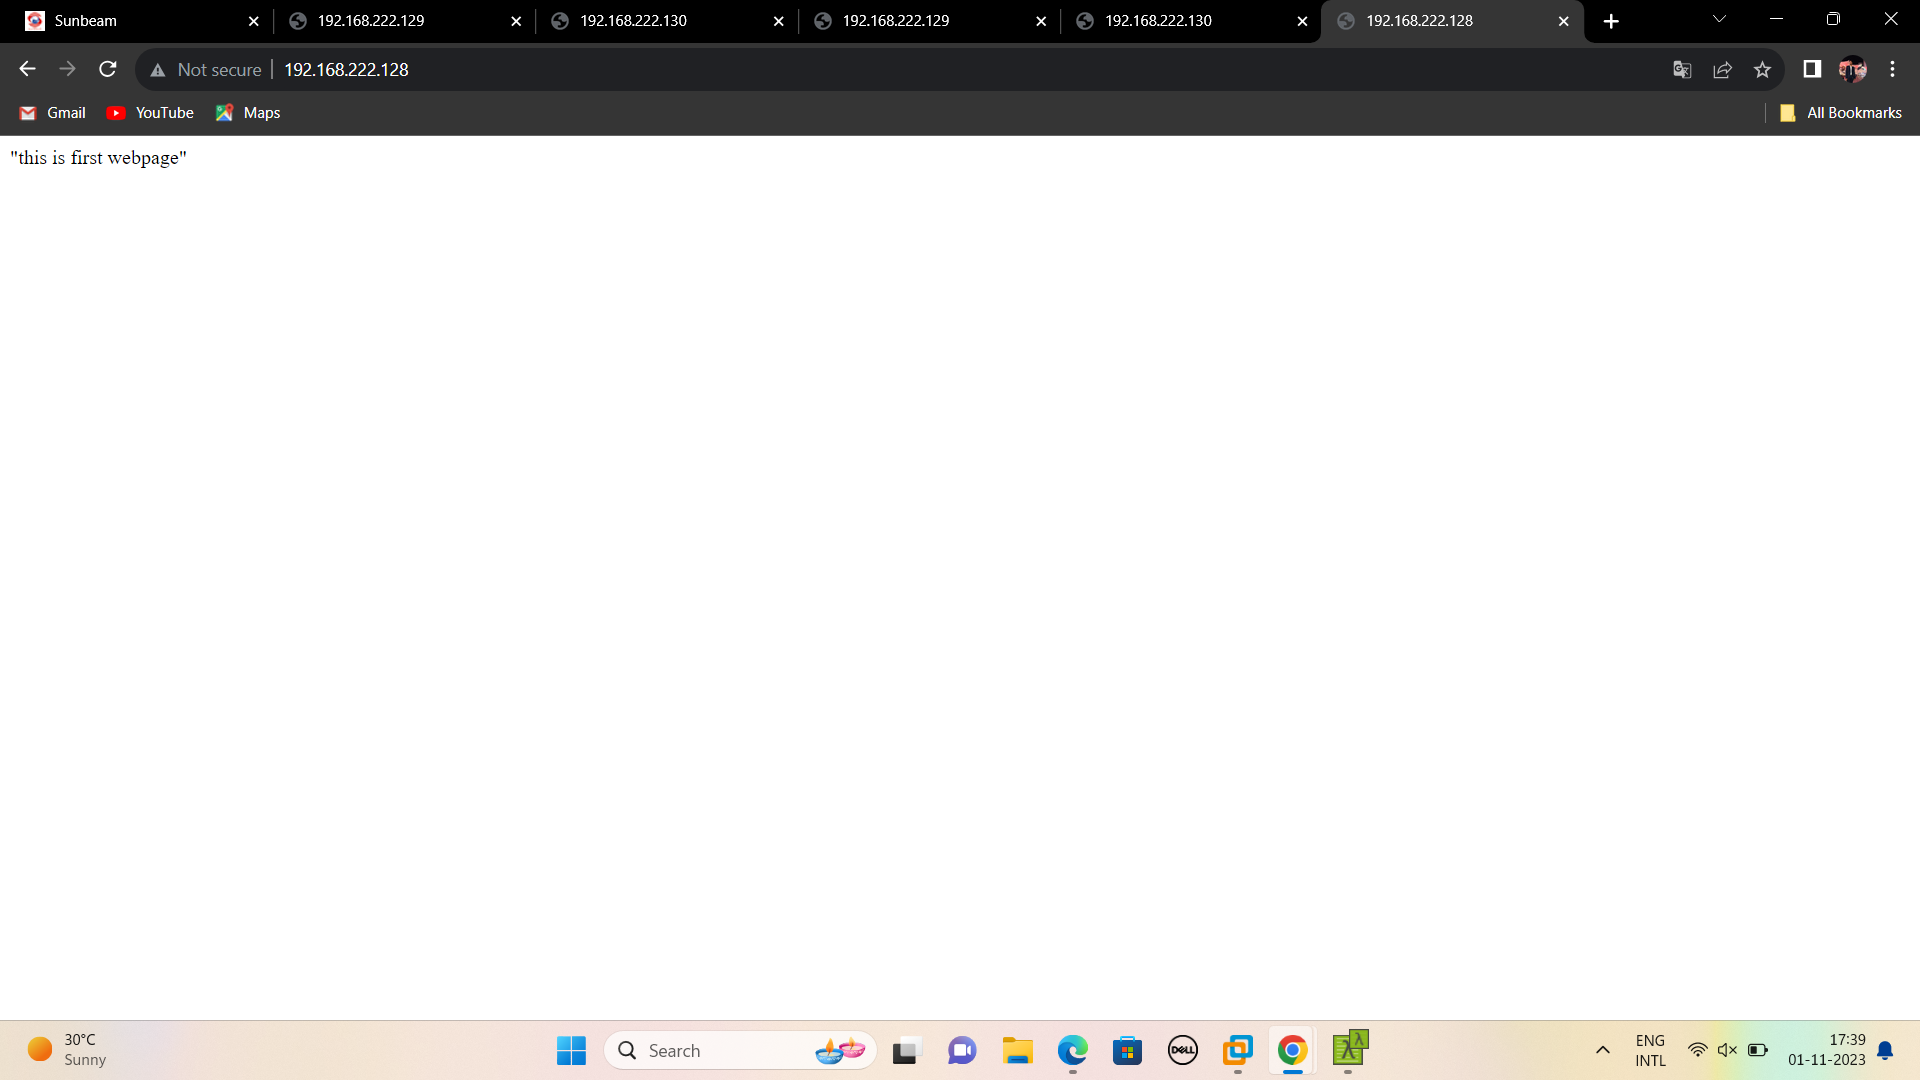 Sunbeam
192.168.222.129
192.168.222.130
192.168.222.129
192.168.222.130
192.168.222.128
Not secure 192.168.222.128
Gmail YouTube Maps All Bookmarks
"this is first webpage"
30°C
Sunny
Search
DELL
ENG
INTL
17:39
01-11-2023